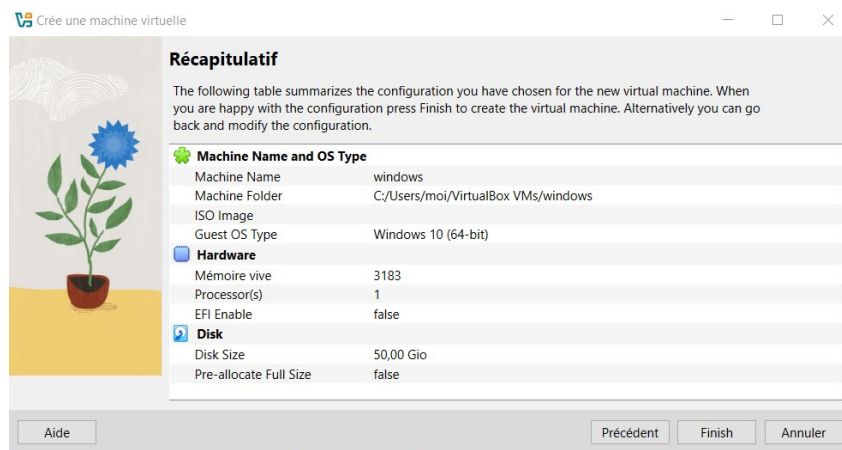 Crée une machine virtuelle
Récapitulatif
The following table summarizes the configuration you have chosen for the new virtual machine. When
you are happy with the configuration press Finish to create the virtual machine. Alternatively you can go
back and modify the configuration.
Machine Name and OS Type
Machine Name windows
Machine Folder C:/Users/moi/VirtualBox VMs/windows
ISO Image
Guest OS Type Windows 10 (64-bit)
Hardware
Mémoire vive 3183
Processor(s) 1
EFI Enable false
Disk
Disk Size 50,00 Gio
Pre-allocate Full Size false
Aide Précédent Finish Annuler